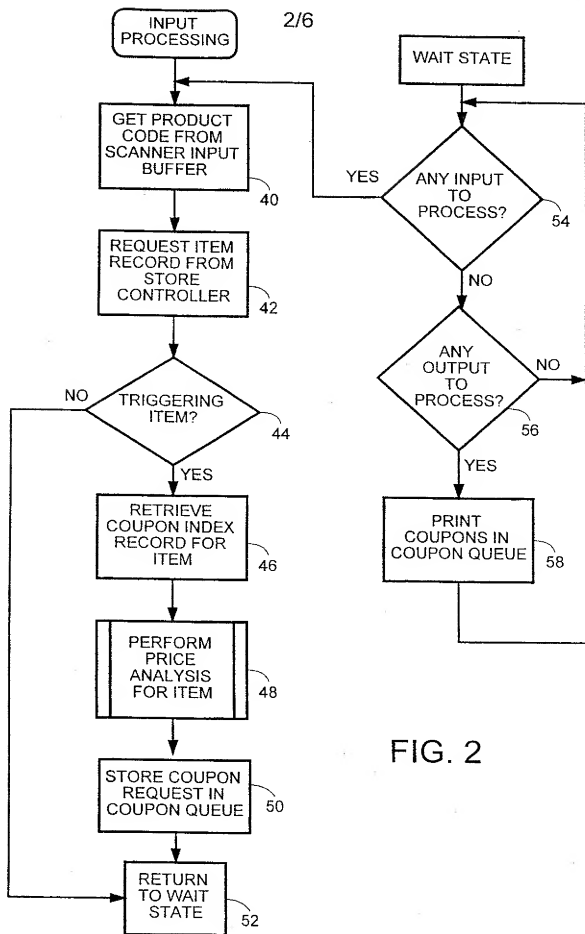 2/6
INPUT
PROCESSING
GET PRODUCT
CODE FROM
SCANNER INPUT
BUFFER
40
REQUEST ITEM
RECORD FROM
STORE
CONTROLLER
42
TRIGGERING
ITEM?
44
NO
YES
RETRIEVE
COUPON INDEX
RECORD FOR
ITEM
46
PERFORM
PRICE
ANALYSIS
FOR ITEM
48
STORE COUPON
REQUEST IN
COUPON QUEUE
50
RETURN
TO WAIT
STATE
52
WAIT STATE
ANY INPUT
TO
PROCESS?
54
YES
NO
ANY
OUTPUT
TO
PROCESS?
56
NO
YES
PRINT
COUPONS IN
COUPON QUEUE
58
FIG. 2